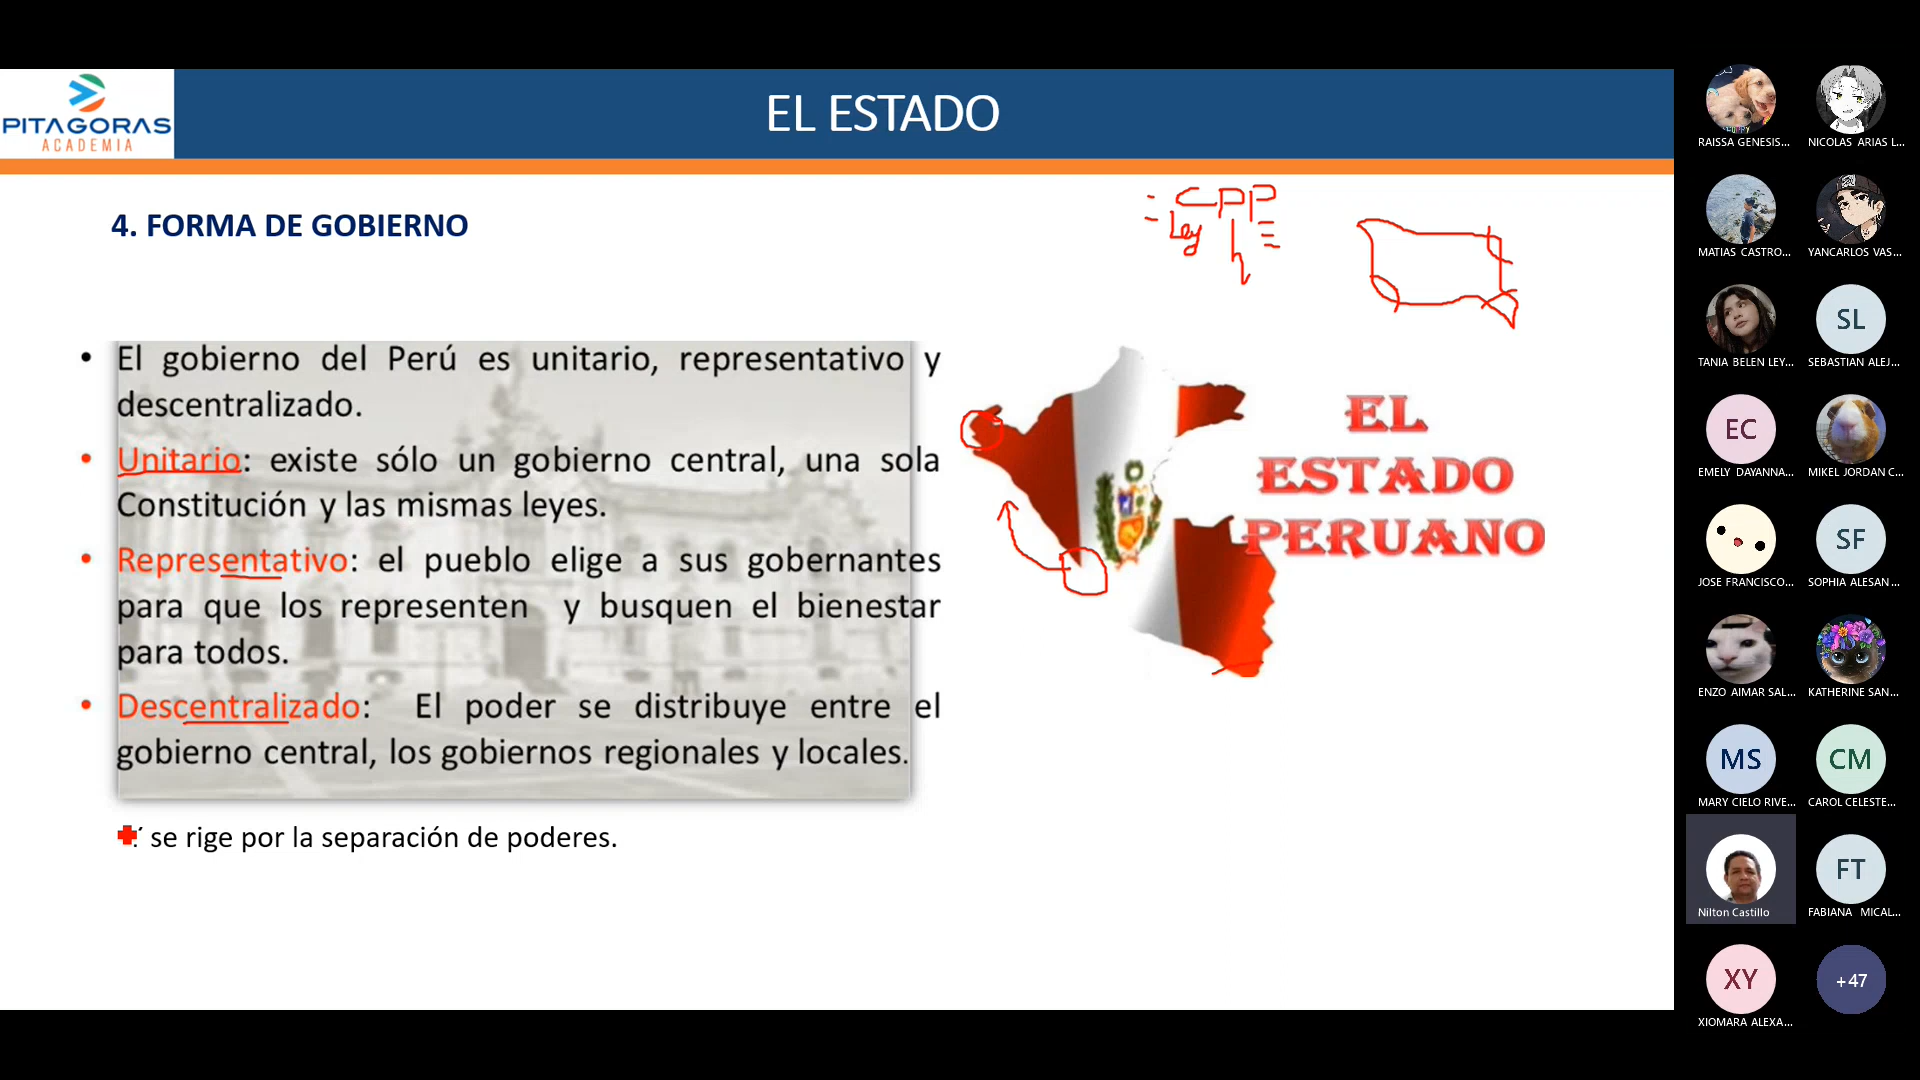 PITAGORAS
ACADEMIA
EL ESTADO
4. FORMA DE GOBIERNO
CPP
Ley
h
• El gobierno del Perú es unitario, representativo y
descentralizado.
• Unitario: existe sólo un gobierno central, una sola
Constitución y las mismas leyes.
• Representativo: el pueblo elige a sus gobernantes
para que los representen y busquen el bienestar
para todos.
• Descentralizado: El poder se distribuye entre el
gobierno central, los gobiernos regionales y locales.
se rige por la separación de poderes.
EL
ESTADO
PERUANO
RAISSA GENESIS...
NICOLAS ARIAS L...
MATIAS CASTRO...
YANCARLOS VAS...
TANIA BELEN LEY...
SL
SEBASTIAN ALEJ...
EC
EMELY DAYANNA...
MIKEL JORDAN C...
JOSE FRANCISCO...
SF
SOPHIA ALESAN...
ENZO AIMAR SAL...
KATHERINE SAN...
MS
MARY CIELO RIVE...
CM
CAROL CELESTE...
Nilton Castillo
FT
FABIANA MICAL...
XY
XIOMARA ALEXA...
+47